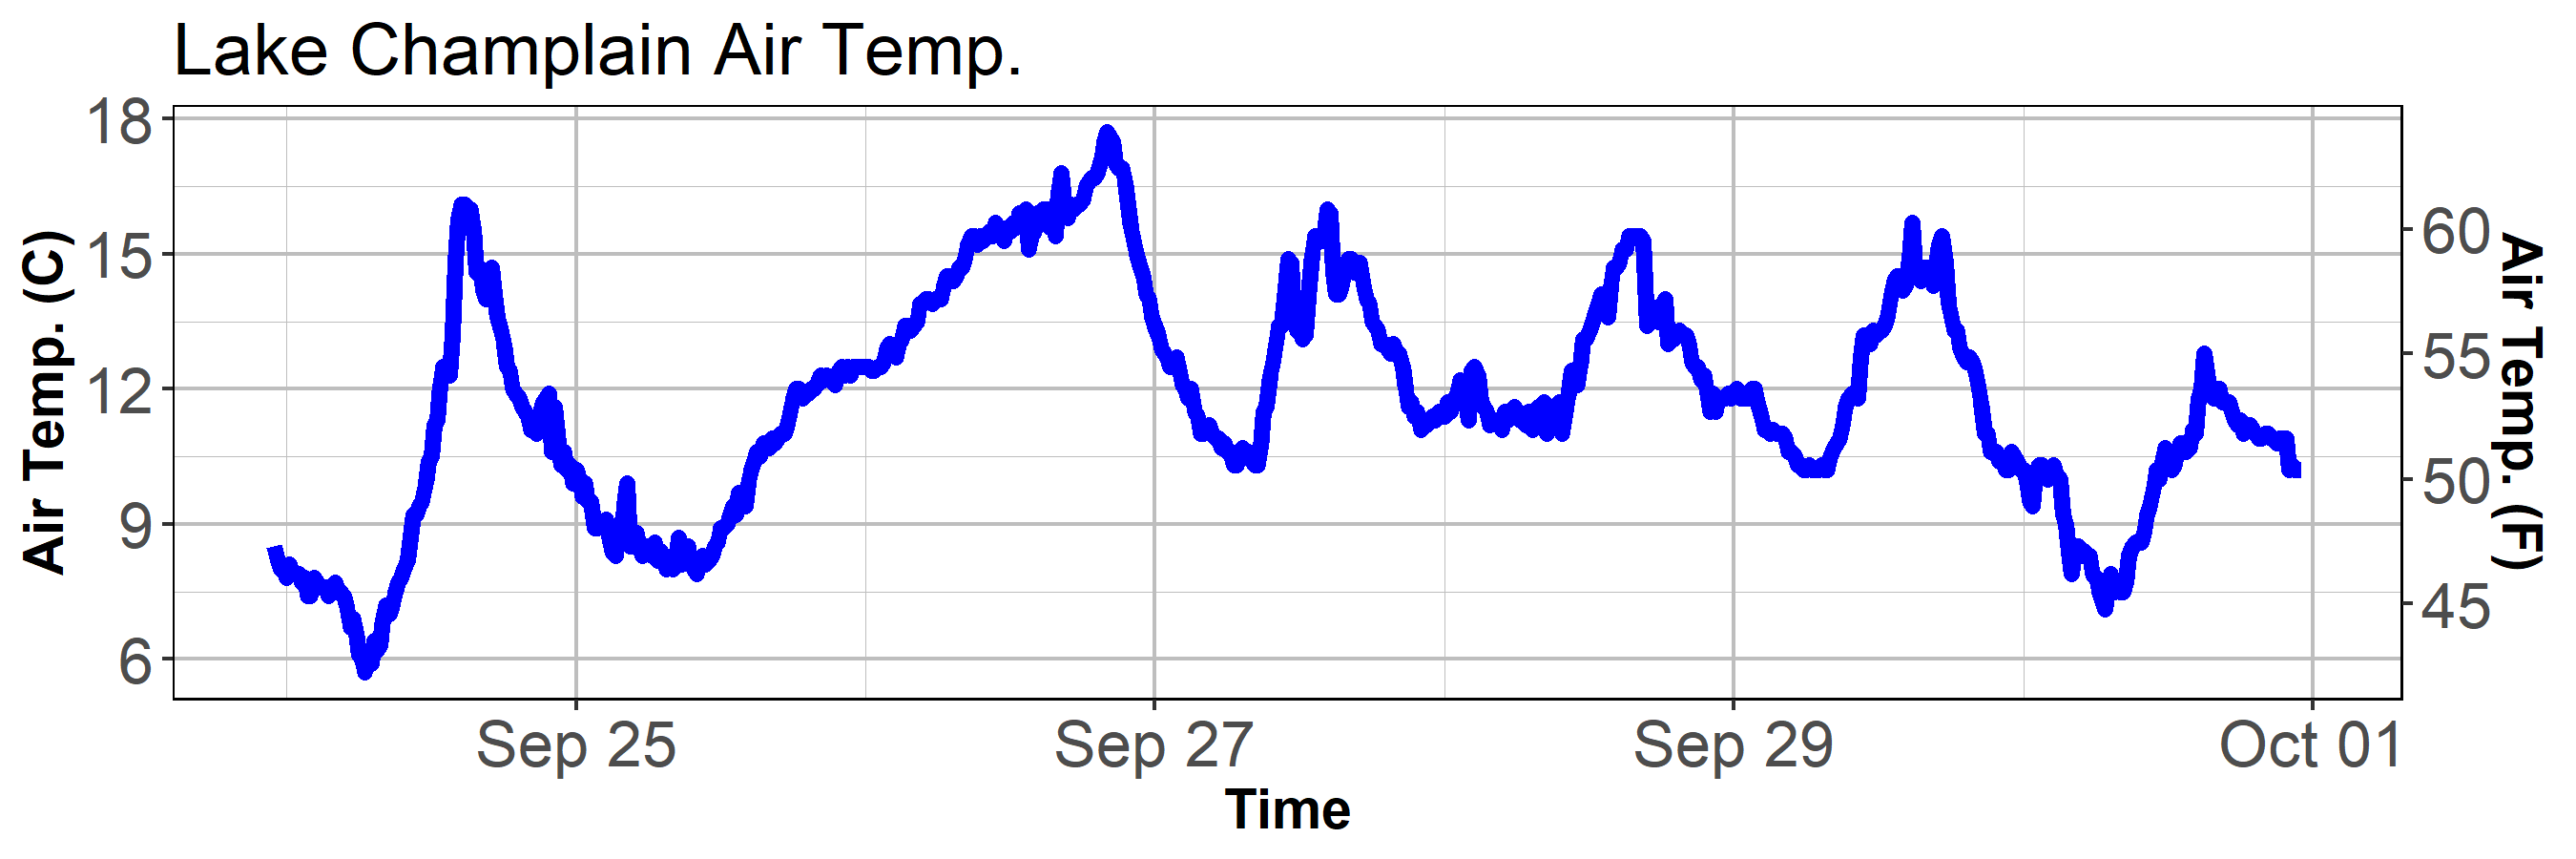 Lake Champlain Air Temp.
18
15
12
9
6
Air Temp. (C)
60
55
50
45
Air Temp. (F)
Sep 25
Sep 27
Sep 29
Oct 01
Time